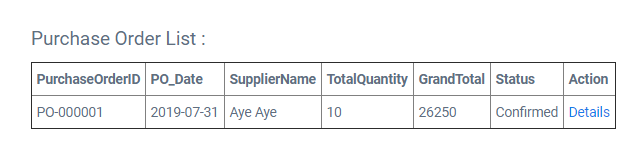 Purchase Order List :
PurchaseOrderID PO_Date SupplierName TotalQuantity GrandTotal Status Action
PO-000001 2019-07-31 Aye Aye 10 26250 Confirmed Details